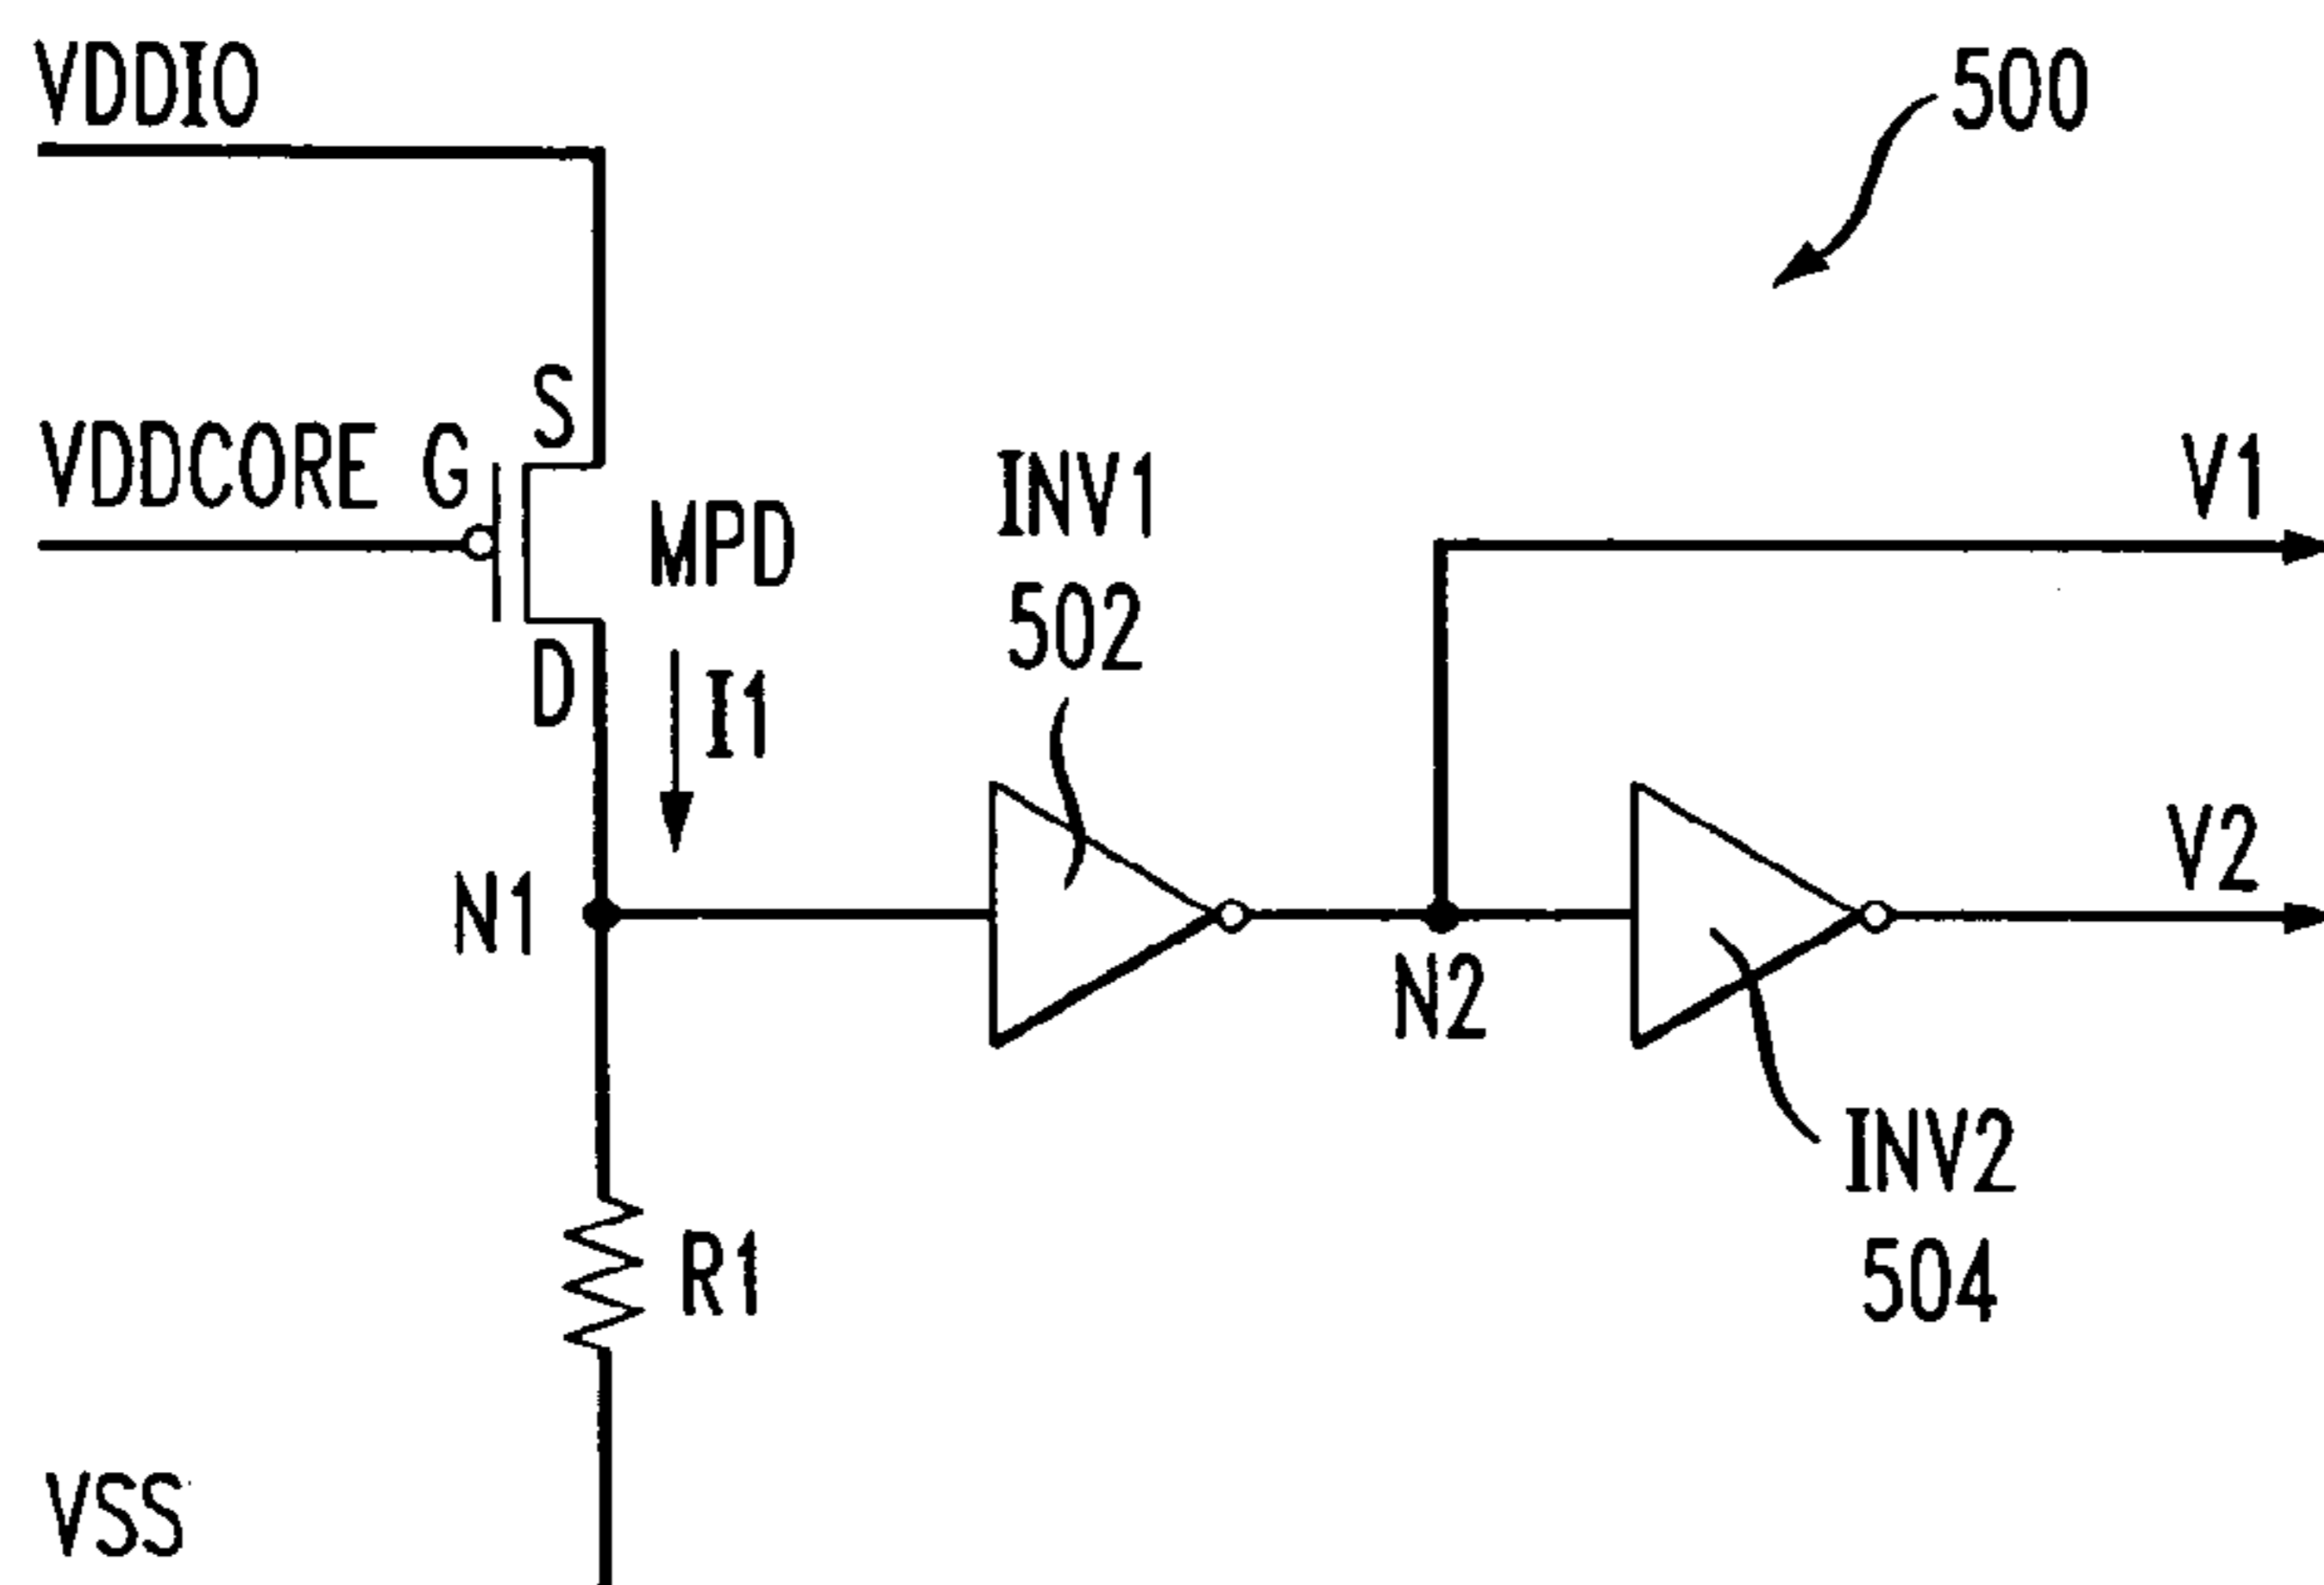 VDDIO
500
S
VDDCORE G
MPD
INV1
502
V1
D
I1
V2
N1
N2
INV2
504
R1
VSS